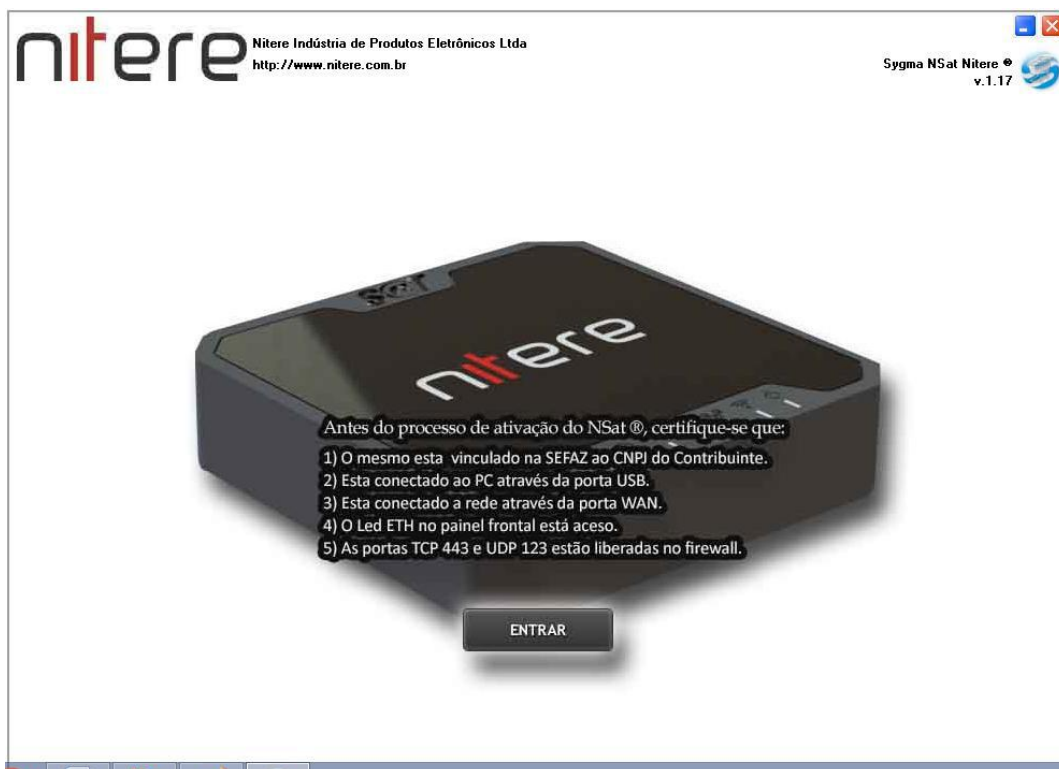 nitere
Nitere Indústria de Produtos Eletrônicos Ltda
http://www.nitere.com.br
Sygma NSat Nitere ®
v.1.17
sat
nitere
Antes do processo de ativação do NSat ®, certifique-se que:
1) O mesmo esta vinculado na SEFAZ ao CNPJ do Contribuinte.
2) Esta conectado ao PC através da porta USB.
3) Esta conectado a rede através da porta WAN.
4) O Led ETH no painel frontal está aceso.
5) As portas TCP 443 e UDP 123 estão liberadas no firewall.
ENTRAR